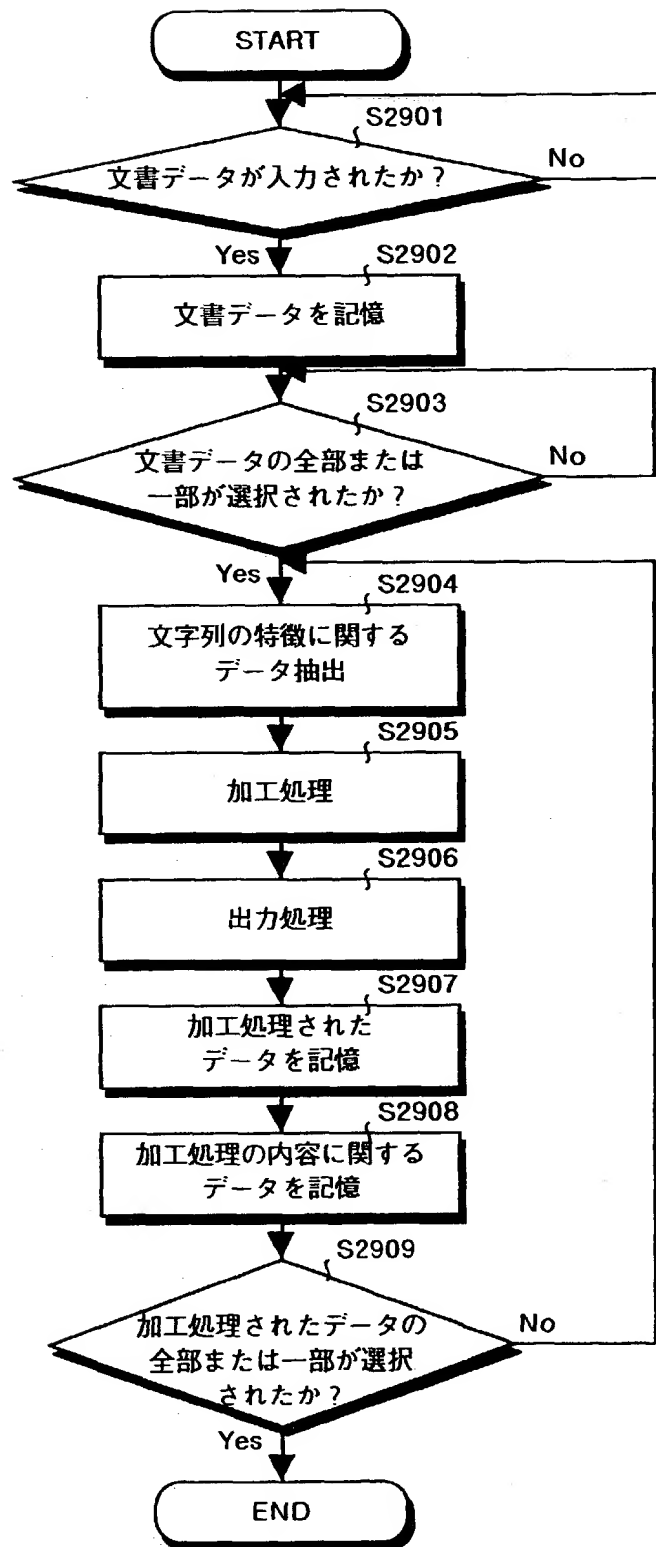 START
S2901
文書データが入力されたか?
No
Yes
S2902
文書データを記憶
S2903
文書データの全部または
一部が選択されたか?
No
Yes
S2904
文字列の特徴に関する
データ抽出
S2905
加工処理
S2906
出力処理
S2907
加工処理された
データを記憶
S2908
加工処理の内容に関する
データを記憶
S2909
加工処理されたデータの
全部または一部が選択
されたか?
No
Yes
END